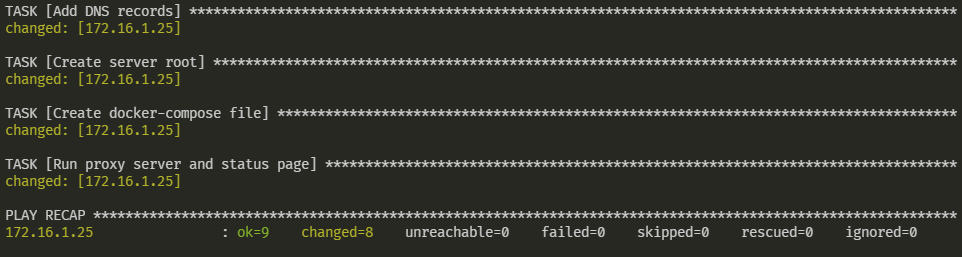 TASK [Add DNS records] ************************************************************************************************
changed: [172.16.1.25]
TASK [Create server root] *********************************************************************************************
changed: [172.16.1.25]
TASK [Create docker-compose file] *************************************************************************************
changed: [172.16.1.25]
TASK [Run proxy server and status page] *******************************************************************************
changed: [172.16.1.25]
PLAY RECAP ************************************************************************************************************
172.16.1.25                : ok=9    changed=8    unreachable=0    failed=0    skipped=0    rescued=0    ignored=0